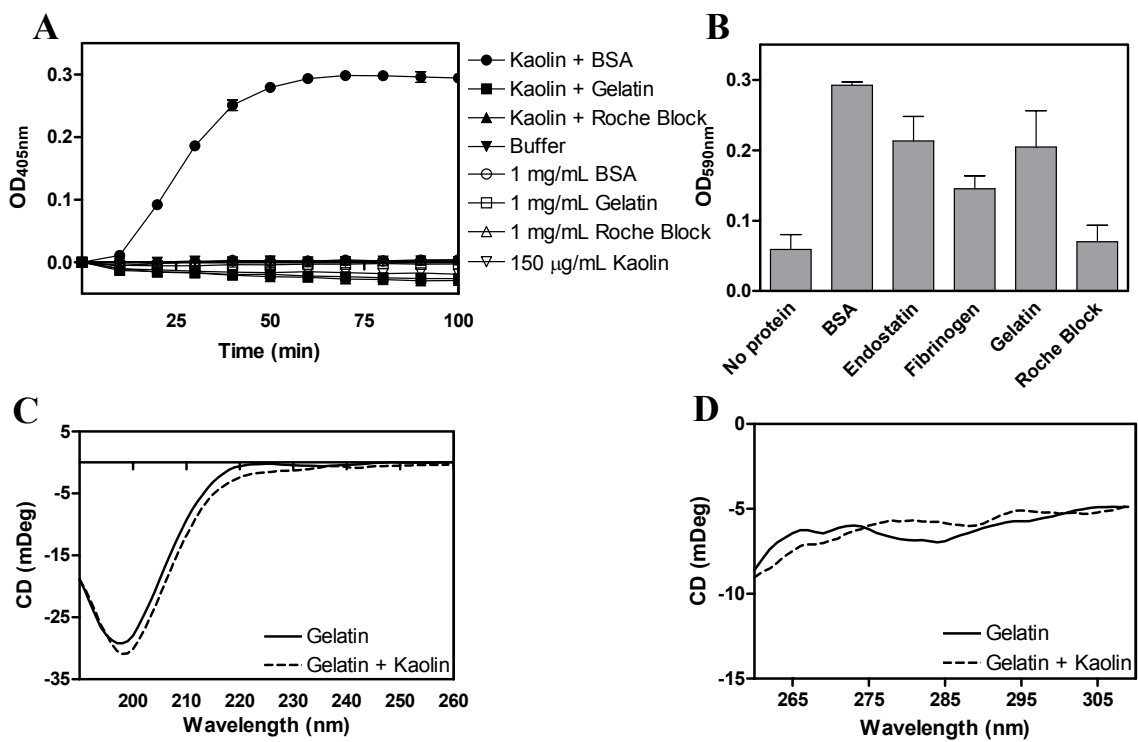 A
0.3
0.2
0.1
0.0
OD405nm
25
50
75
100
Time (min)
Kaolin + BSA
Kaolin + Gelatin
Kaolin + Roche Block
Buffer
1 mg/mL BSA
1 mg/mL Gelatin
1 mg/mL Roche Block
150 µg/mL Kaolin
B
0.3
0.2
0.1
0.0
OD590nm
No protein
BSA
Endostatin
Fibrinogen
Gelatin
Roche Block
C
5
-5
-15
-25
-35
CD (mDeg)
200
210
220
230
240
250
260
Wavelength (nm)
Gelatin
Gelatin + Kaolin
D
0
-5
-10
-15
CD (mDeg)
265
275
285
295
305
Wavelength (nm)
Gelatin
Gelatin + Kaolin